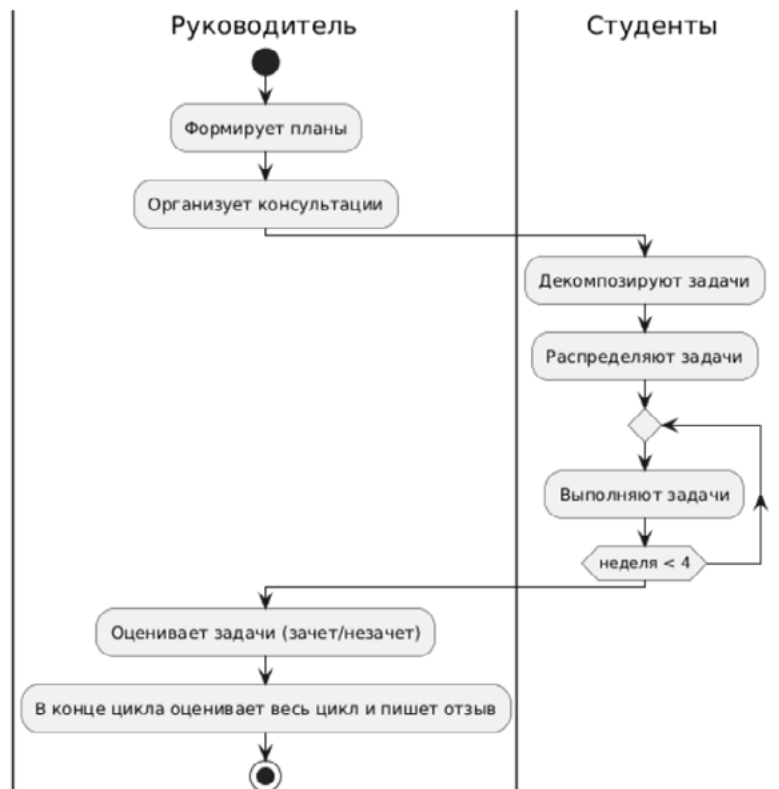 Руководитель
Студенты
Формирует планы
Организует консультации
Декомпозируют задачи
Распределяют задачи
Выполняют задачи
неделя < 4
Оценивает задачи (зачет/незачет)
В конце цикла оценивает весь цикл и пишет отзыв